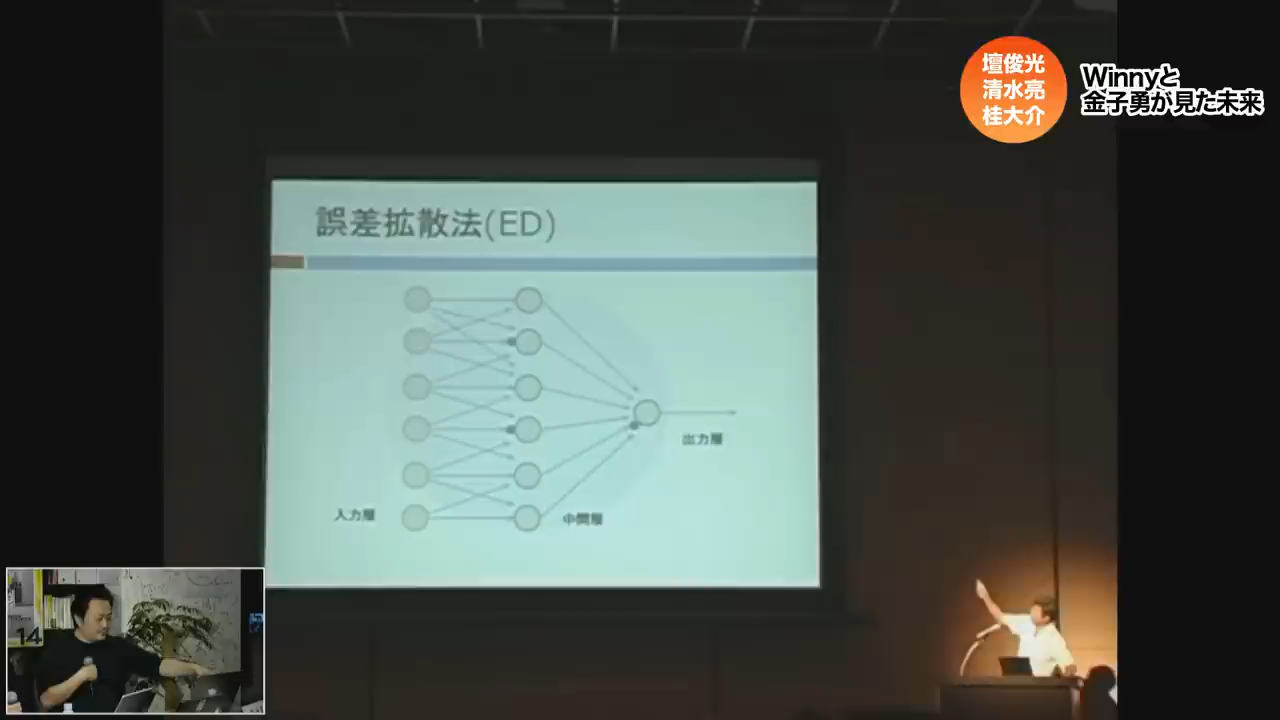 壇俊光
清水亮
桂大介
Winnyと
金子勇が見た未来
誤差拡散法(ED)
出力層
入力層
中間層
14